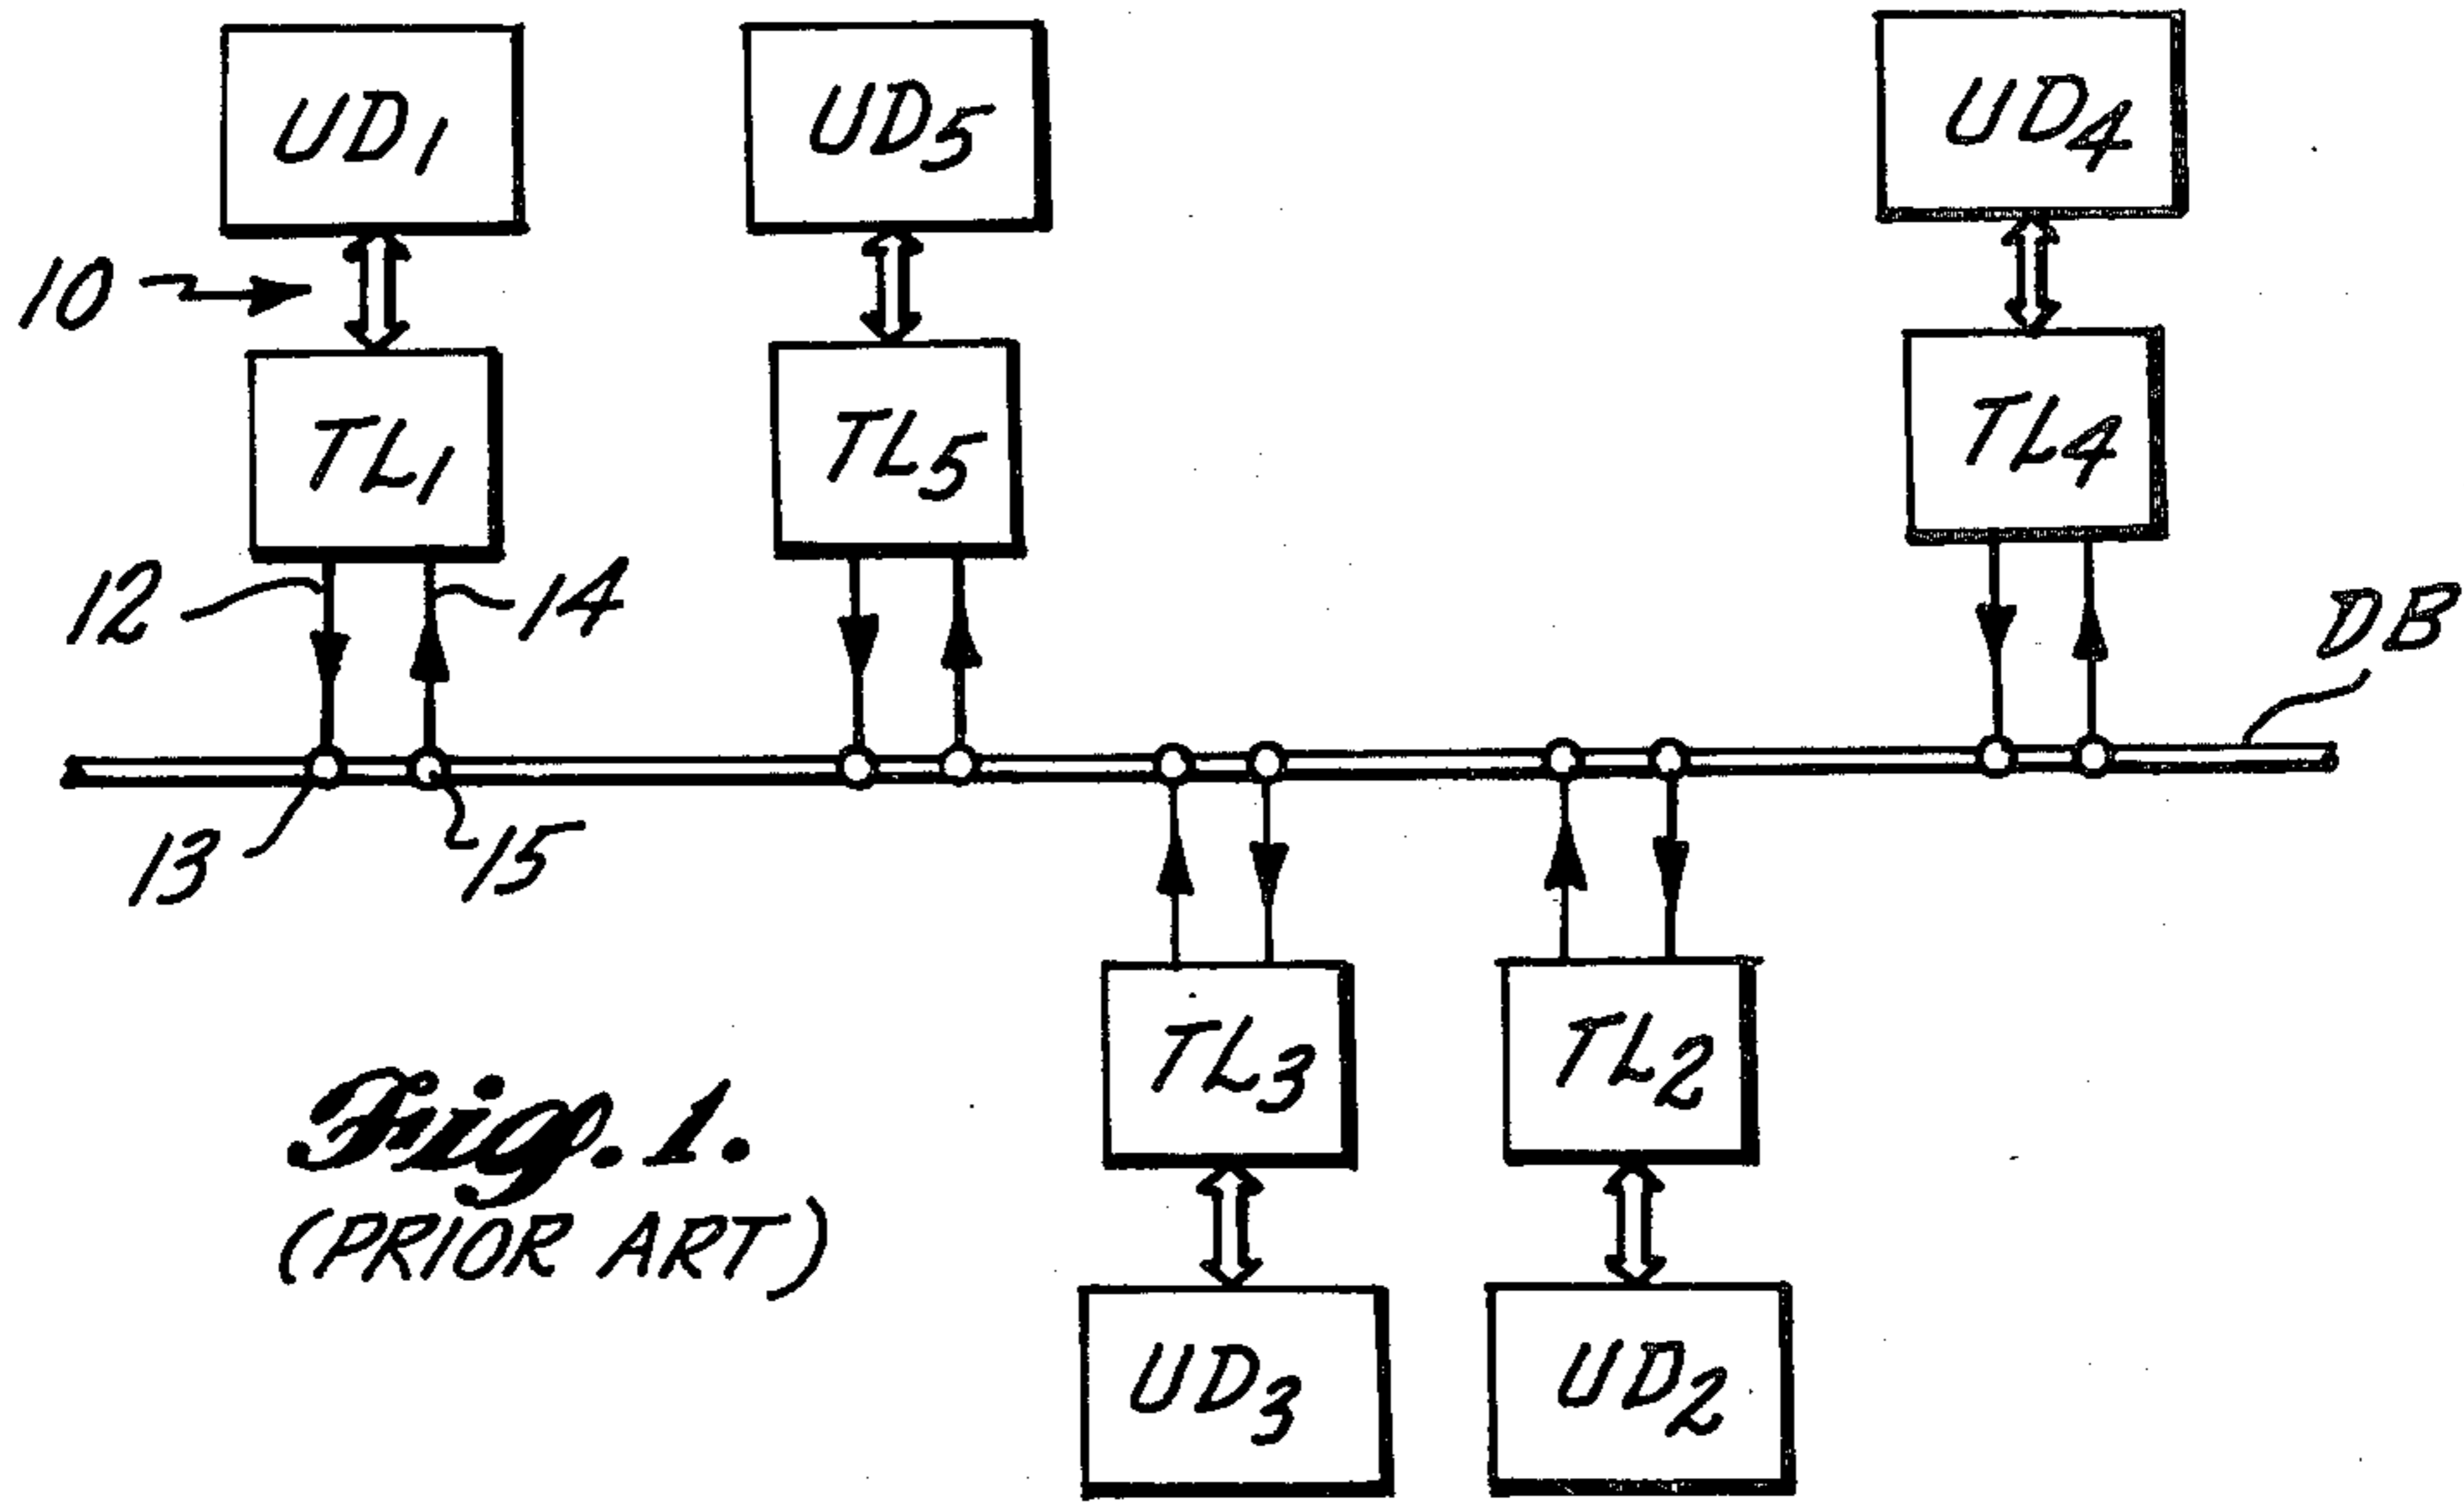 UD1 UD5 UD4
10
TL1 TL5 TL4
12 14 DB
13 15
TL3 TL2
Fig. 1.
(PRIOR ART)
UD3 UD2